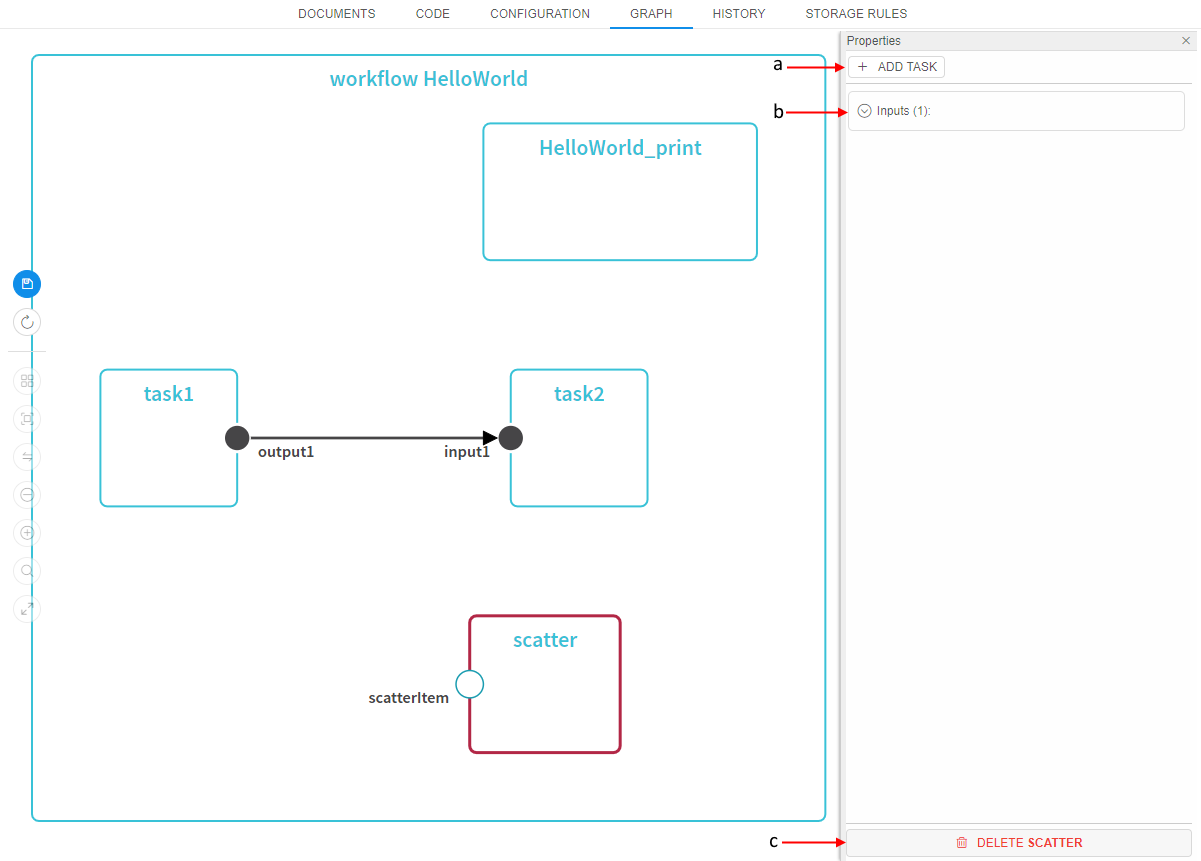 DOCUMENTS CODE CONFIGURATION GRAPH HISTORY STORAGE RULES
Properties
a
ADD TASK
workflow HelloWorld
b
Inputs (1):
HelloWorld_print
task1
task2
output1
input1
scatter
scatterItem
c
DELETE SCATTER